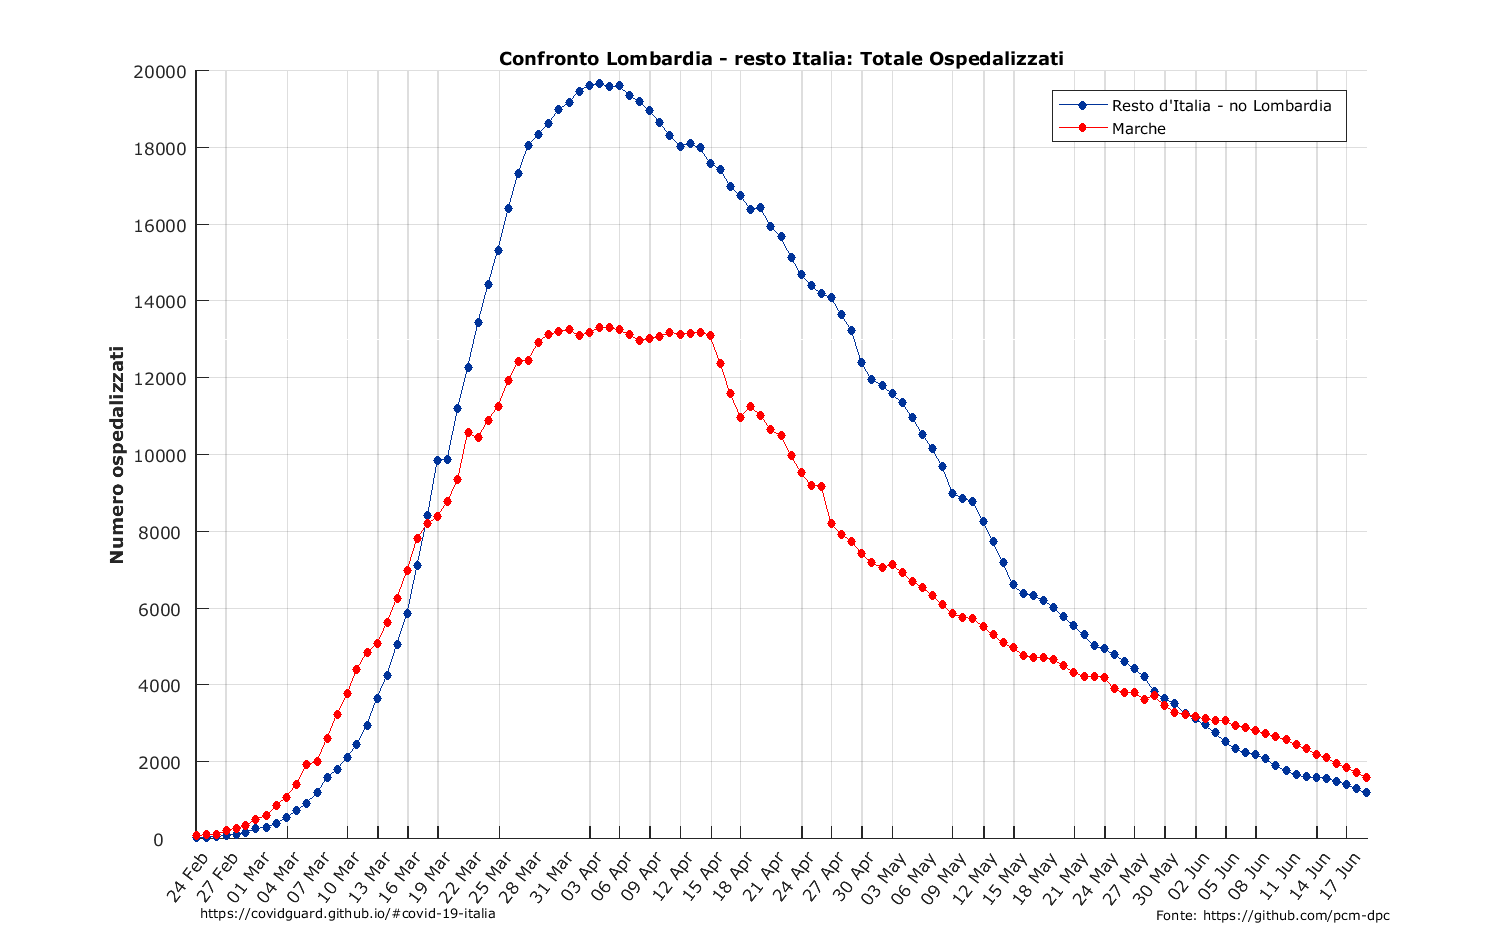 Confronto Lombardia - resto Italia: Totale Ospedalizzati
20000
18000
16000
14000
12000
10000
8000
6000
4000
2000
0
Numero ospedalizzati
Resto d'Italia - no Lombardia
Marche
24 Feb
27 Feb
01 Mar
04 Mar
07 Mar
10 Mar
13 Mar
16 Mar
19 Mar
22 Mar
25 Mar
28 Mar
31 Mar
03 Apr
06 Apr
09 Apr
12 Apr
15 Apr
18 Apr
21 Apr
24 Apr
27 Apr
30 Apr
03 May
06 May
09 May
12 May
15 May
18 May
21 May
24 May
27 May
30 May
02 Jun
05 Jun
08 Jun
11 Jun
14 Jun
17 Jun
https://covidguard.github.io/#covid-19-italia
Fonte: https://github.com/pcm-dpc